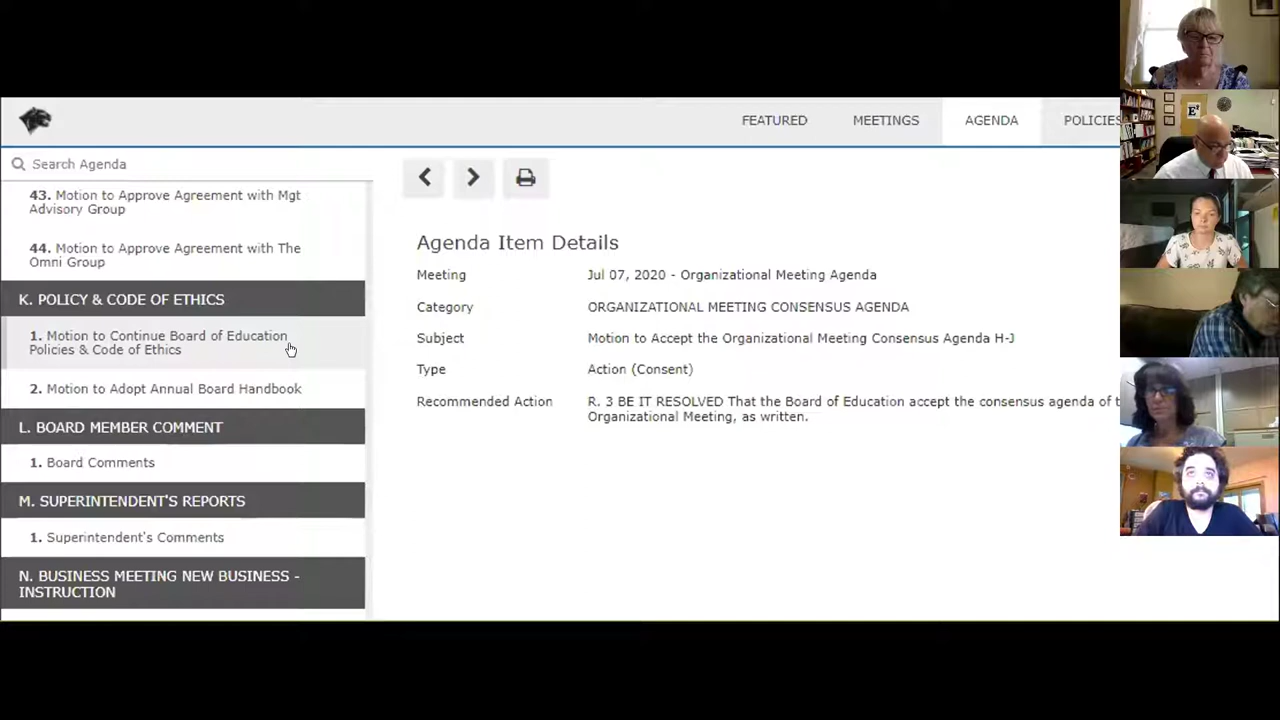 FEATURED MEETINGS AGENDA POLICIES
Search Agenda
43. Motion to Approve Agreement with Mgt
Advisory Group
44. Motion to Approve Agreement with The
Omni Group
K. POLICY & CODE OF ETHICS
1. Motion to Continue Board of Education
Policies & Code of Ethics
2. Motion to Adopt Annual Board Handbook
L. BOARD MEMBER COMMENT
1. Board Comments
M. SUPERINTENDENT'S REPORTS
1. Superintendent's Comments
N. BUSINESS MEETING NEW BUSINESS -
INSTRUCTION
Agenda Item Details
Meeting Jul 07, 2020 - Organizational Meeting Agenda
Category ORGANIZATIONAL MEETING CONSENSUS AGENDA
Subject Motion to Accept the Organizational Meeting Consensus Agenda H-J
Type Action (Consent)
Recommended Action R. 3 BE IT RESOLVED That the Board of Education accept the consensus agenda of
Organizational Meeting, as written.